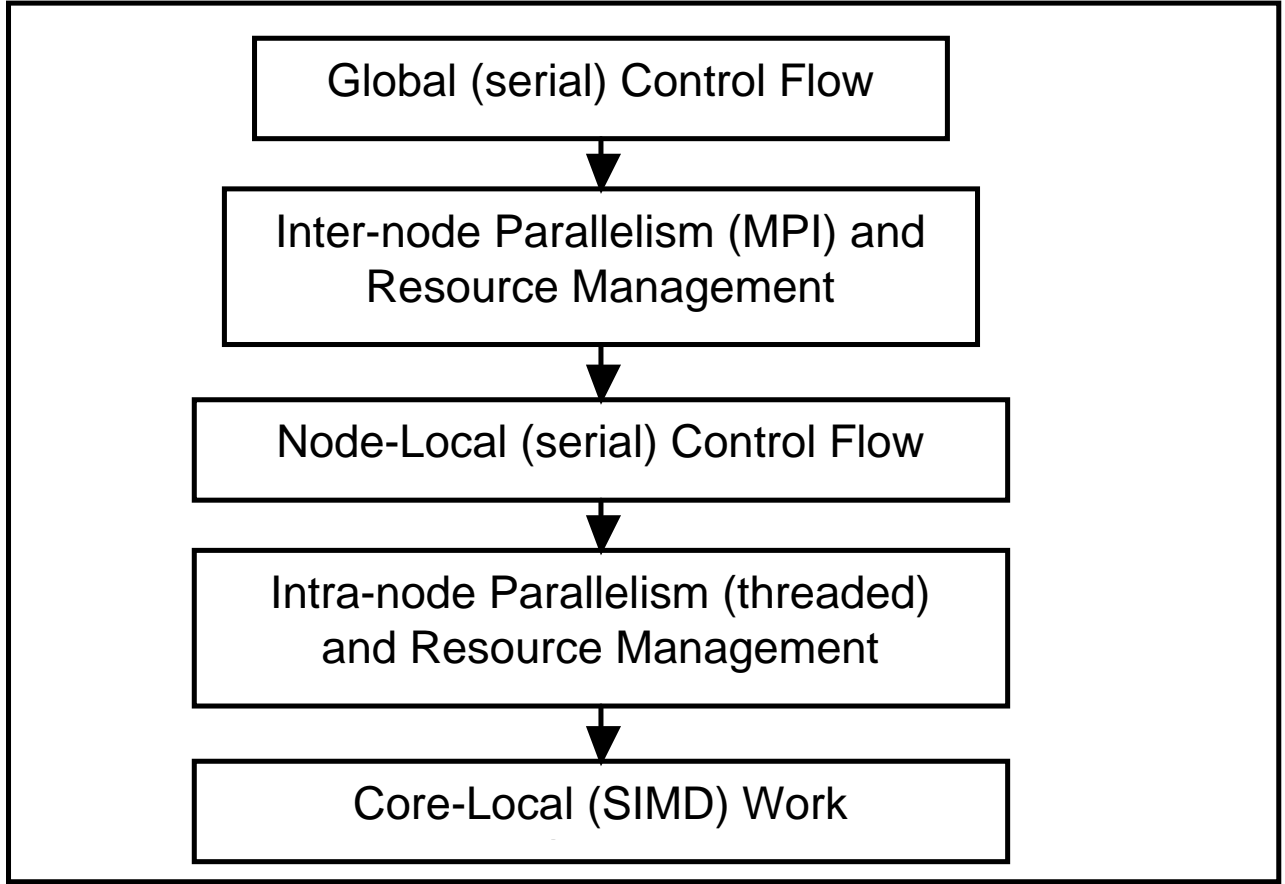 Global (serial) Control Flow
Inter-node Parallelism (MPI) and
Resource Management
Node-Local (serial) Control Flow
Intra-node Parallelism (threaded)
and Resource Management
Core-Local (SIMD) Work